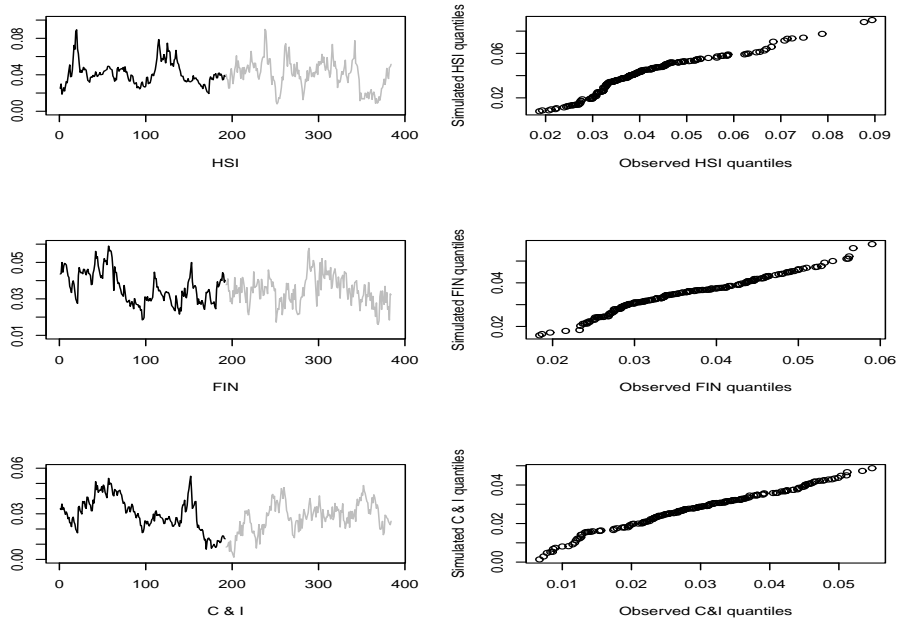 0.00 0.04 0.08
0 100 200 300 400
HSI
Simulated HSI quantiles
0.02 0.06
0.02 0.03 0.04 0.05 0.06 0.07 0.08 0.09
Observed HSI quantiles
0.01 0.03 0.05
0 100 200 300 400
FIN
Simulated FIN quantiles
0.02 0.04
0.02 0.03 0.04 0.05 0.06
Observed FIN quantiles
0.00 0.03 0.06
0 100 200 300 400
C & I
Simulated C & I quantiles
0.00 0.02 0.04
0.01 0.02 0.03 0.04 0.05
Observed C&I quantiles